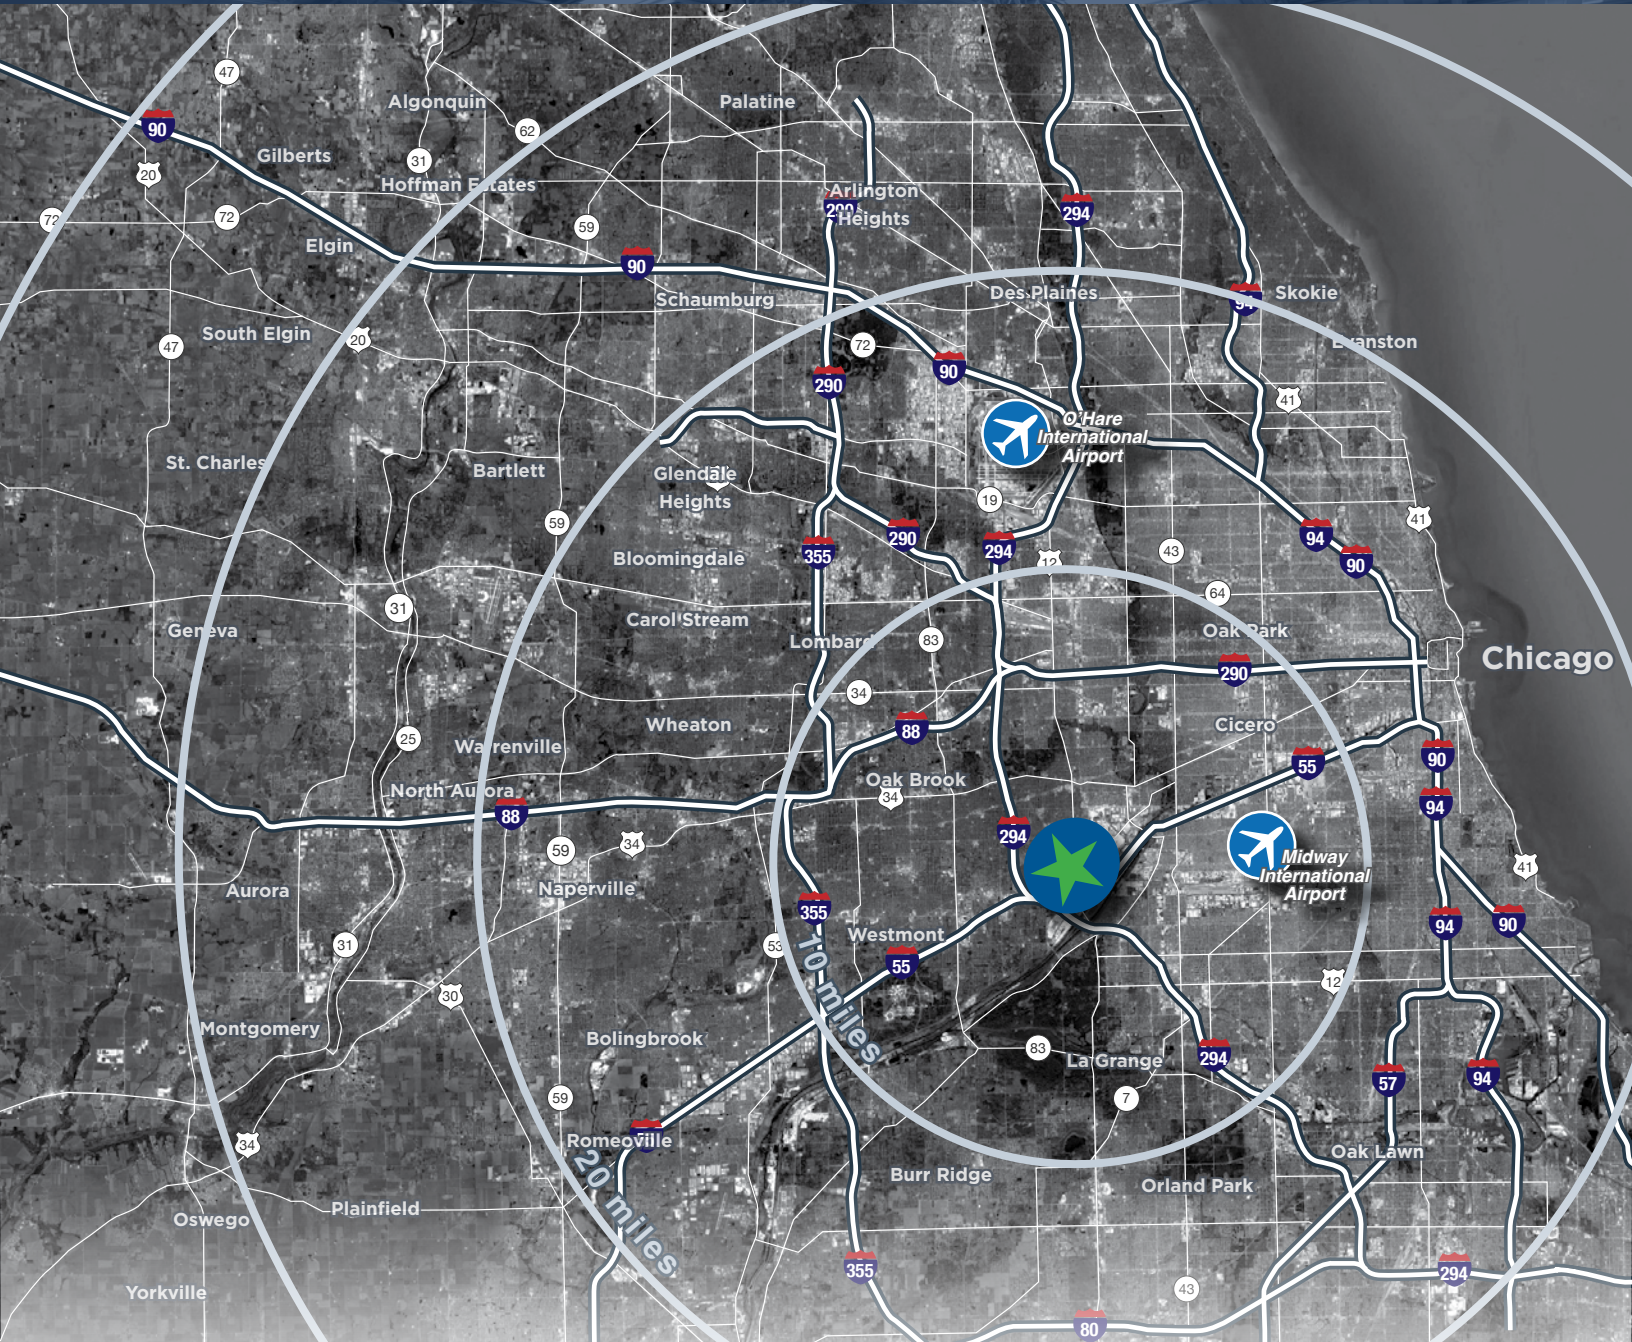 47
Algonquin
Palatine
90
62
Gilberts
31
20
Hoffman Estates
Arlington
Heights
290
294
72
72
59
Elgin
90
Schaumburg
Des Plaines
94
Skokie
South Elgin
20
47
72
Evanston
90
290
41
O'Hare
International
Airport
St. Charles
Bartlett
Glendale
Heights
19
59
41
290
94
355
294
43
Bloomingdale
12
90
64
31
Carol Stream
Geneva
Lombard
83
Oak Park
Chicago
290
34
Wheaton
88
Cicero
25
Warrenville
90
55
Oak Brook
North Aurora
34
88
94
294
59
34
Midway
International
Airport
41
Naperville
Aurora
355
94
90
Westmont
31
53
55
12
30
10 miles
Montgomery
Bolingbrook
83
La Grange
294
57
94
59
7
Romeoville
34
Oak Lawn
20 miles
Burr Ridge
Orland Park
Plainfield
Oswego
355
294
Yorkville
43
80